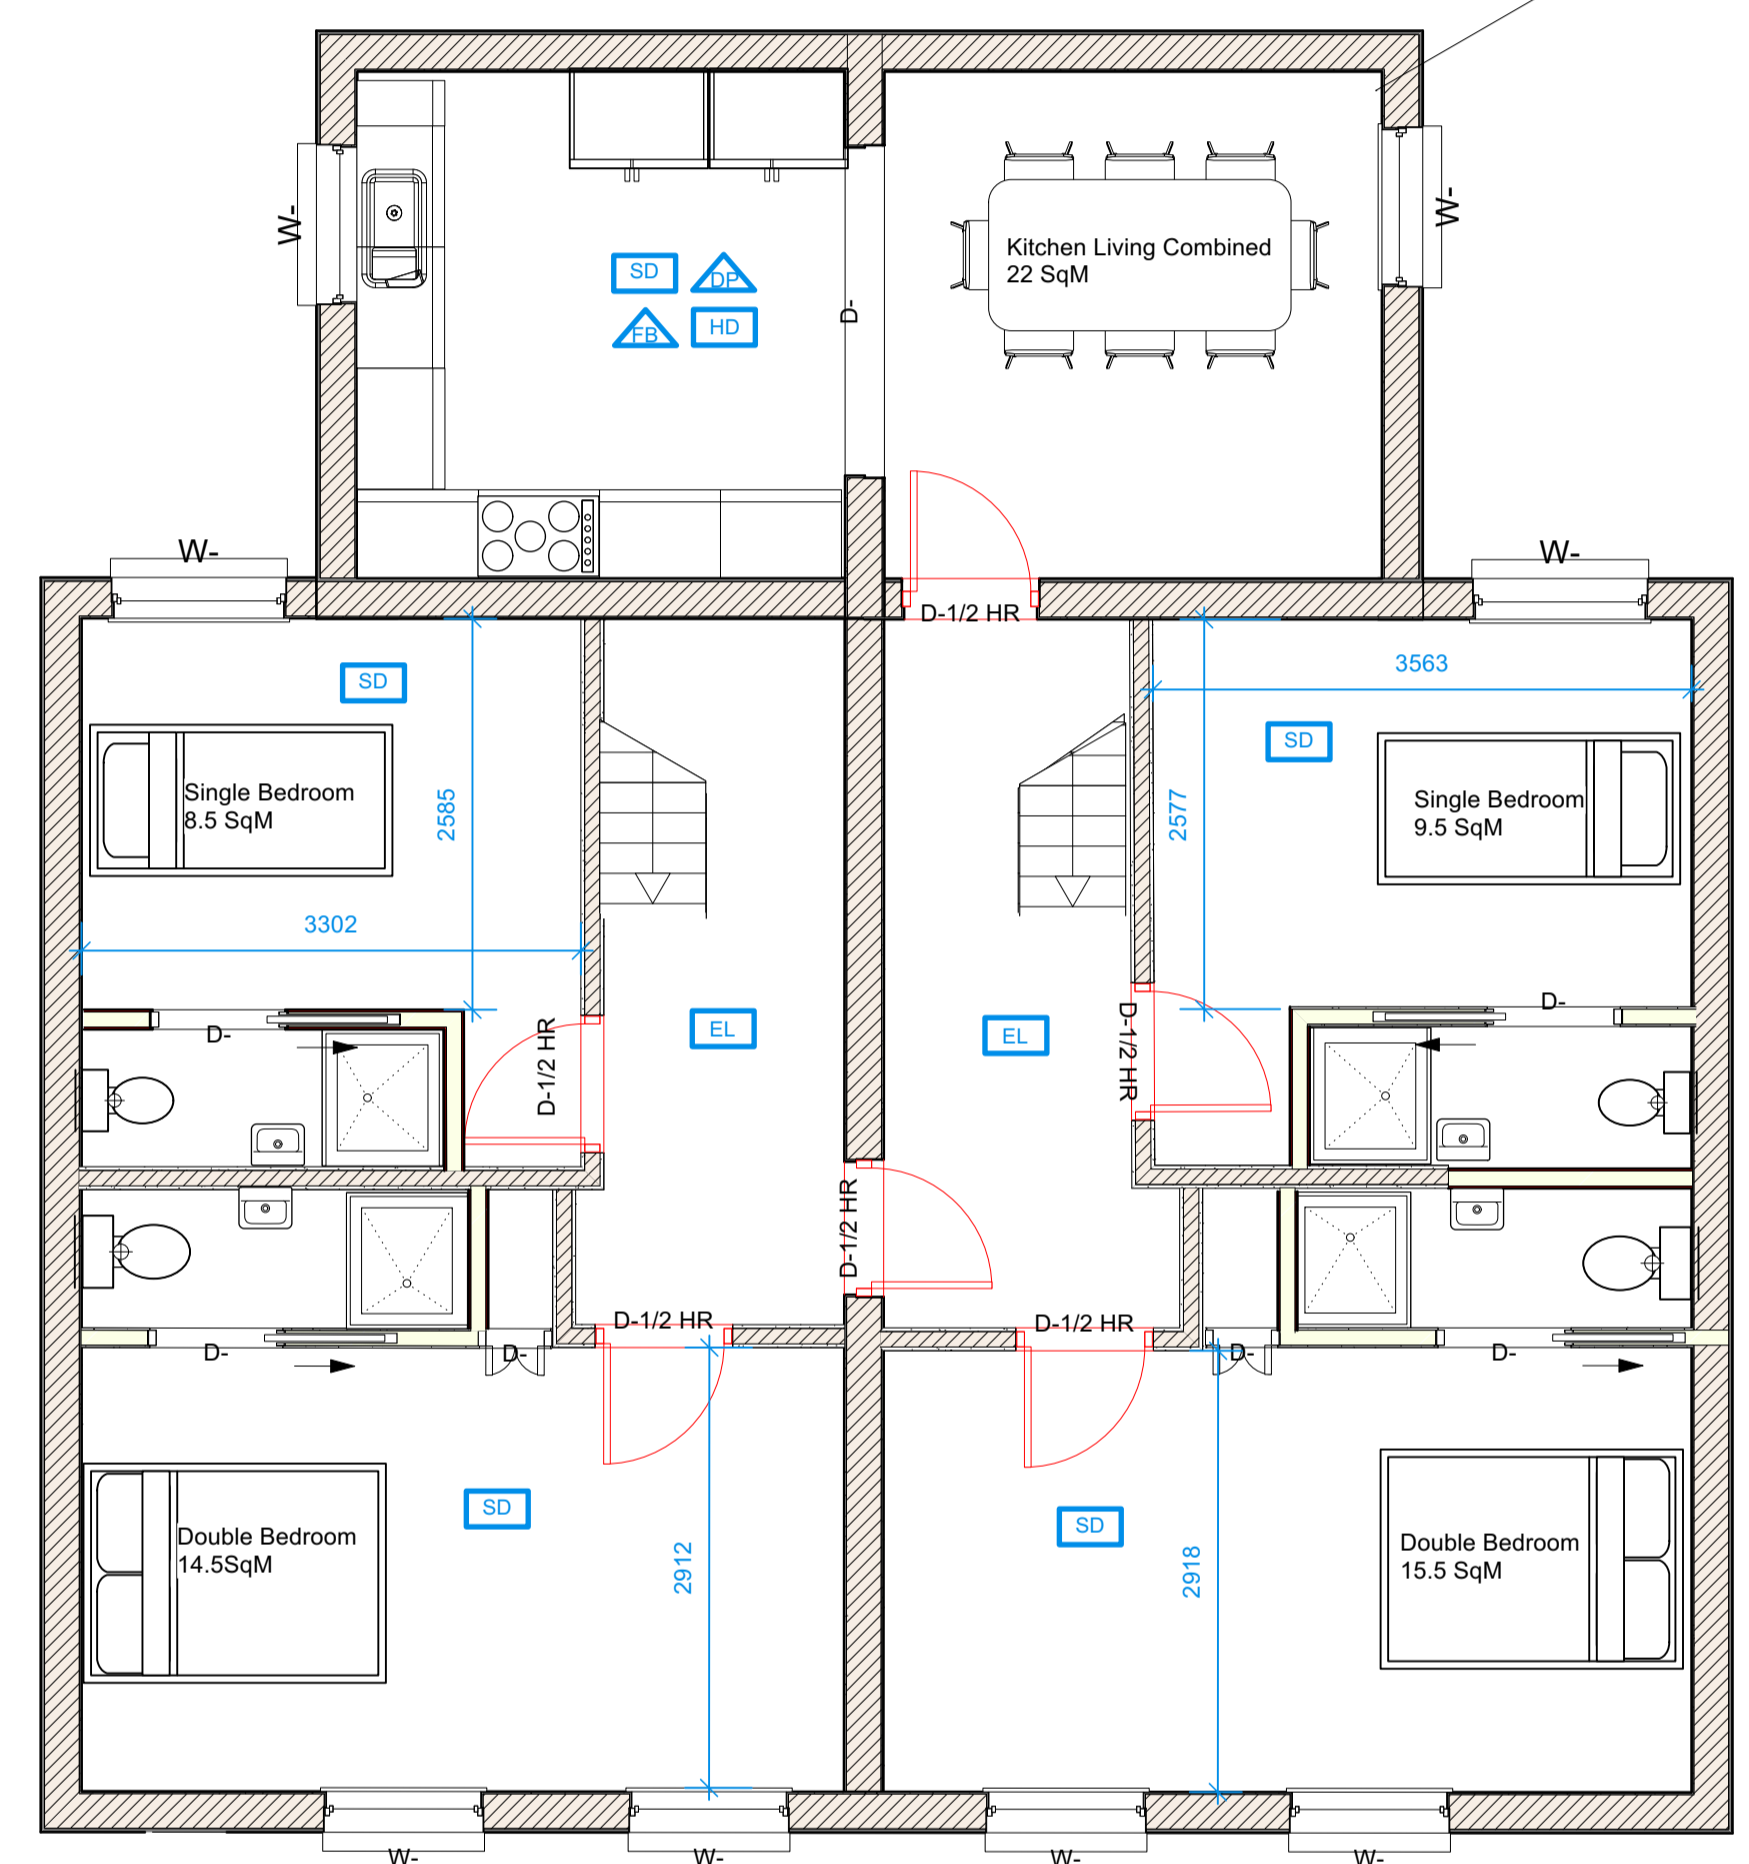 W-
W-
SD
DP
FB
HD
D-
Kitchen Living Combined
22 SqM
W-
W-
D-1/2 HR
SD
3563
SD
Single Bedroom
8.5 SqM
2585
2577
Single Bedroom
9.5 SqM
3302
D-
D-1/2 HR
EL
EL
D-1/2 HR
D-
D-1/2 HR
D-1/2 HR
D-1/2 HR
D-
D-
D-
D-
SD
SD
Double Bedroom
14.5SqM
2912
2918
Double Bedroom
15.5 SqM
W-
W-
W-
W-